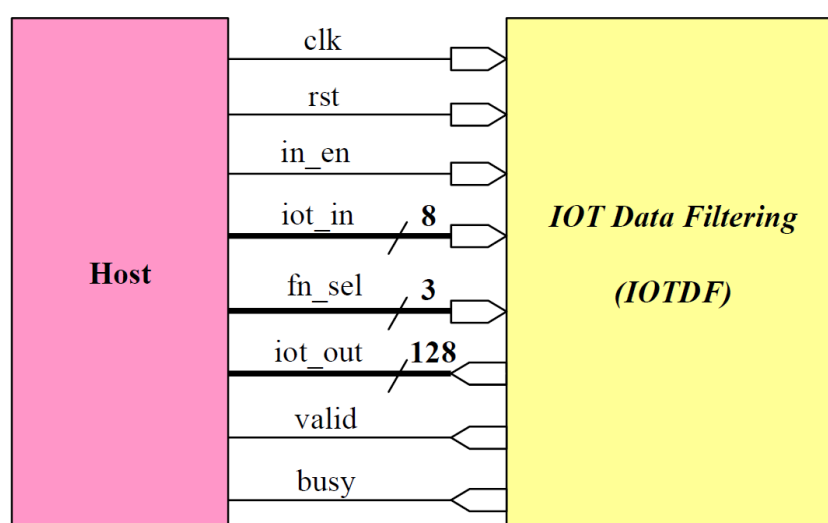 clk
rst
in_en
iot_in 8
fn_sel 3
iot_out 128
valid
busy
Host
IOT Data Filtering
(IOTDF)